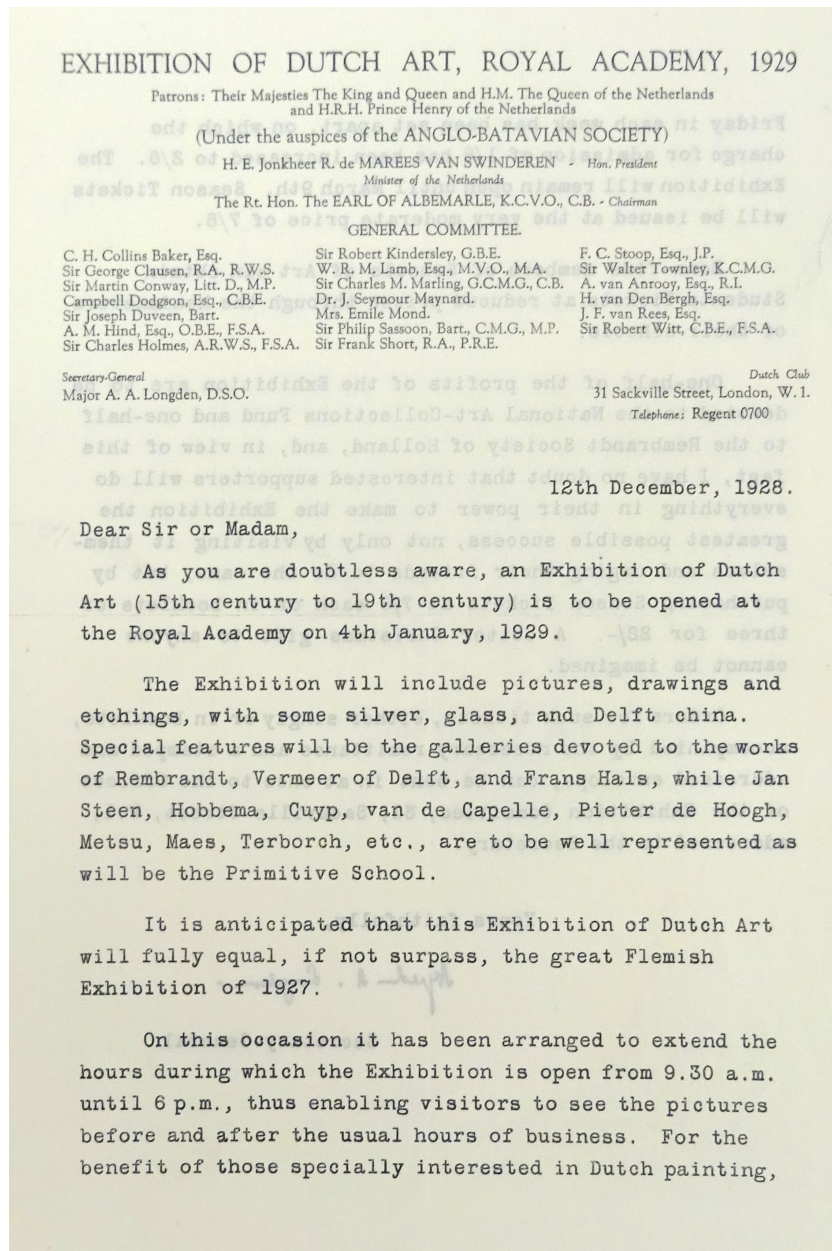 EXHIBITION OF DUTCH ART, ROYAL ACADEMY, 1929
Patrons: Their Majesties The King and Queen and H.M. The Queen of the Netherlands
and H.R.H. Prince Henry of the Netherlands
(Under the auspices of the ANGLO-BATAVIAN SOCIETY)
H. E. Jonkheer R. de MAREES VAN SWINDEREN - Hon. President
Minister of the Netherlands
The Rt. Hon. The EARL OF ALBEMARLE, K.C.V.O., C.B. - Chairman
GENERAL COMMITTEE.
C. H. Collins Baker, Esq.
Sir George Clausen, R.A., R.W.S.
Sir Martin Conway, Litt. D., M.P.
Campbell Dodgson, Esq., C.B.E.
Sir Joseph Duveen, Bart.
A. M. Hind, Esq., O.B.E., F.S.A.
Sir Charles Holmes, A.R.W.S., F.S.A.
Sir Robert Kindersley, G.B.E.
W. R. M. Lamb, Esq., M.V.O., M.A.
Sir Charles M. Marling, G.C.M.G., C.B.
Dr. J. Seymour Maynard.
Mrs. Emile Mond.
Sir Philip Sassoon, Bart., C.M.G., M.P.
Sir Frank Short, R.A., P.R.E.
F. C. Stoop, Esq., J.P.
Sir Walter Townley, K.C.M.G.
A. van Anrooy, Esq., R.I.
H. van Den Bergh, Esq.
J. F. van Rees, Esq.
Sir Robert Witt, C.B.E., F.S.A.
Secretary-General
Major A. A. Longden, D.S.O.
Dutch Club
31 Sackville Street, London, W. 1.
Telephone: Regent 0700
12th December, 1928.
Dear Sir or Madam,
As you are doubtless aware, an Exhibition of Dutch
Art (15th century to 19th century) is to be opened at
the Royal Academy on 4th January, 1929.
The Exhibition will include pictures, drawings and
etchings, with some silver, glass, and Delft china.
Special features will be the galleries devoted to the works
of Rembrandt, Vermeer of Delft, and Frans Hals, while Jan
Steen, Hobbema, Cuyp, van de Capelle, Pieter de Hoogh,
Metsu, Maes, Terborch, etc., are to be well represented as
will be the Primitive School.
It is anticipated that this Exhibition of Dutch Art
will fully equal, if not surpass, the great Flemish
Exhibition of 1927.
On this occasion it has been arranged to extend the
hours during which the Exhibition is open from 9.30 a.m.
until 6 p.m., thus enabling visitors to see the pictures
before and after the usual hours of business. For the
benefit of those specially interested in Dutch painting,